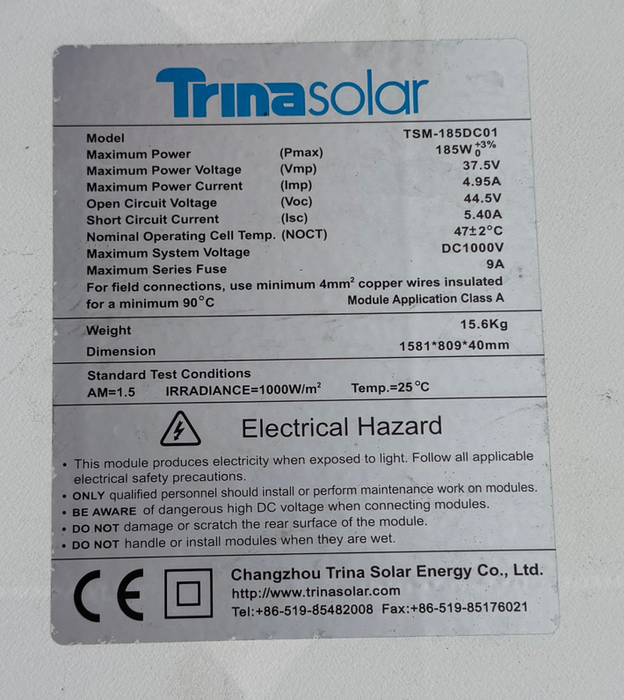 Trinasolar
Model TSM-185DC01
Maximum Power (Pmax) 185W +3% 0
Maximum Power Voltage (Vmp) 37.5V
Maximum Power Current (Imp) 4.95A
Open Circuit Voltage (Voc) 44.5V
Short Circuit Current (Isc) 5.40A
Nominal Operating Cell Temp. (NOCT) 47±2°C
Maximum System Voltage DC1000V
Maximum Series Fuse 9A
For field connections, use minimum 4mm² copper wires insulated
for a minimum 90°C Module Application Class A
Weight 15.6Kg
Dimension 1581*809*40mm
Standard Test Conditions
AM=1.5 IRRADIANCE=1000W/m² Temp.=25°C
Electrical Hazard
• This module produces electricity when exposed to light. Follow all applicable
electrical safety precautions.
• ONLY qualified personnel should install or perform maintenance work on modules.
• BE AWARE of dangerous high DC voltage when connecting modules.
• DO NOT damage or scratch the rear surface of the module.
• DO NOT handle or install modules when they are wet.
CE
Changzhou Trina Solar Energy Co., Ltd.
http://www.trinasolar.com
Tel:+86-519-85482008 Fax:+86-519-85176021